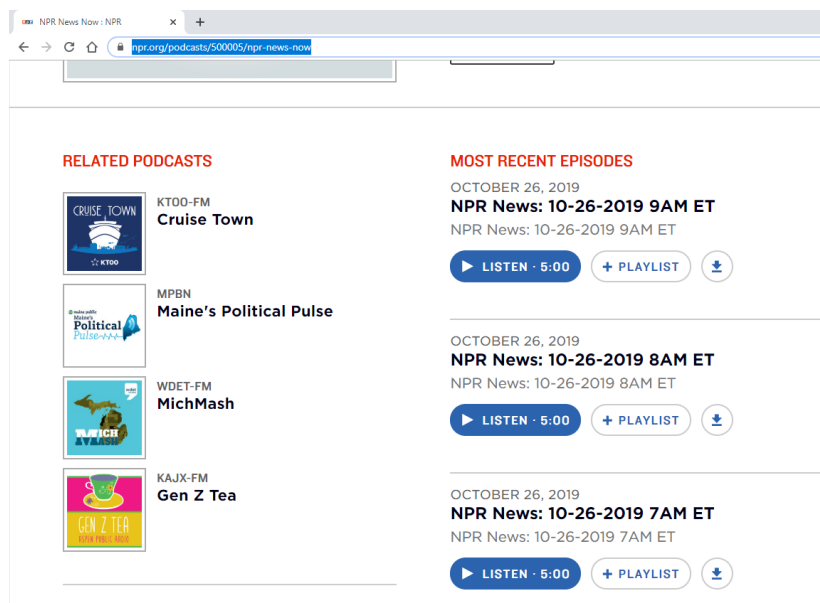 NPR News Now : NPR
npr.org/podcasts/500005/npr-news-now
RELATED PODCASTS
CRUISE TOWN
KTOO
KTOO-FM
Cruise Town
Maine's
Political
Pulse
MPBN
Maine's Political Pulse
MICH
MASH
WDET-FM
MichMash
GEN Z TEA
ASPEN PUBLIC RADIO
KAJX-FM
Gen Z Tea
MOST RECENT EPISODES
OCTOBER 26, 2019
NPR News: 10-26-2019 9AM ET
NPR News: 10-26-2019 9AM ET
LISTEN · 5:00
+ PLAYLIST
OCTOBER 26, 2019
NPR News: 10-26-2019 8AM ET
NPR News: 10-26-2019 8AM ET
LISTEN · 5:00
+ PLAYLIST
OCTOBER 26, 2019
NPR News: 10-26-2019 7AM ET
NPR News: 10-26-2019 7AM ET
LISTEN · 5:00
+ PLAYLIST